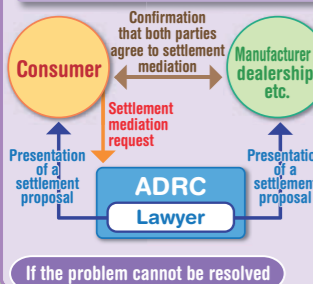 Confirmation
that both parties
agree to settlement
mediation
Consumer
Manufacturer
dealership
etc.
Settlement
mediation
request
Presentation
of a
settlement
proposal
of a
settlement
proposal
ADRC
Lawyer
If the problem cannot be resolved